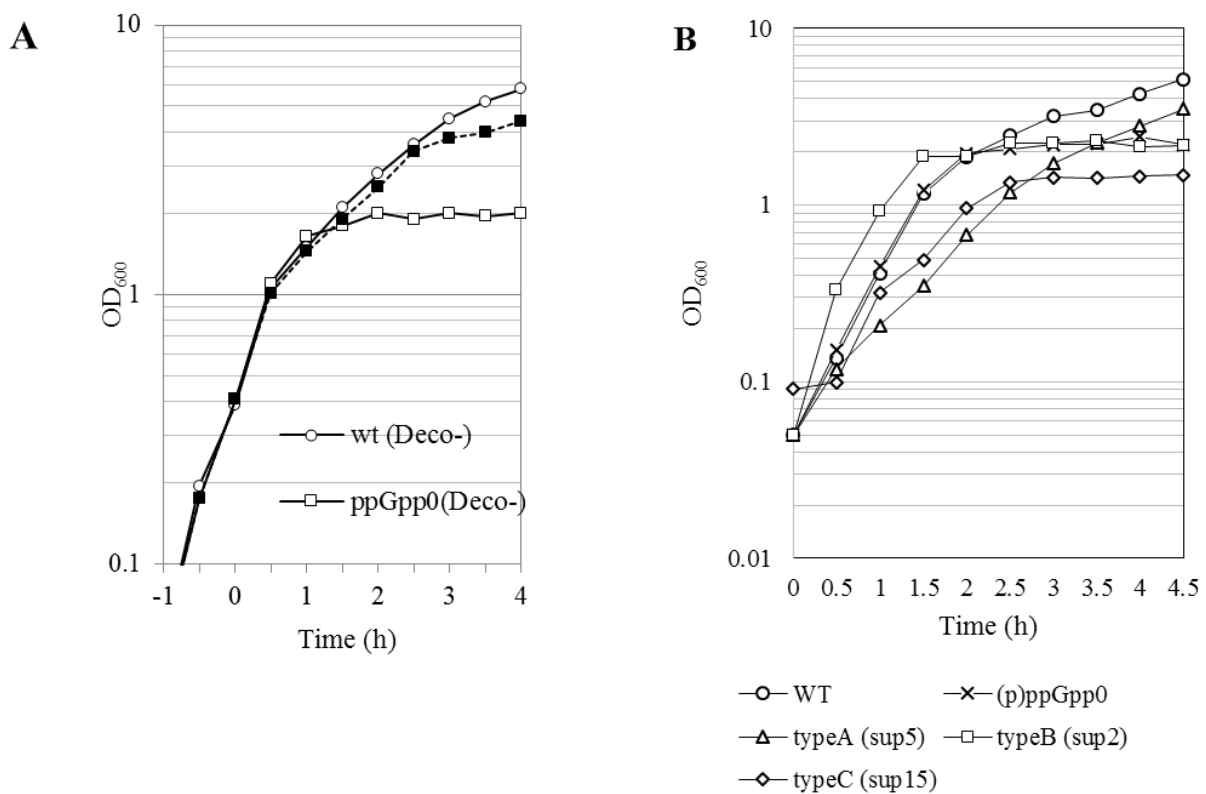 A
10
1
0.1
OD600
wt (Deco-)
ppGpp0(Deco-)
-1 0 1 2 3 4
Time (h)
B
10
1
0.1
0.01
OD600
0 0.5 1 1.5 2 2.5 3 3.5 4 4.5
Time (h)
WT (p)ppGpp0
typeA (sup5) typeB (sup2)
typeC (sup15)